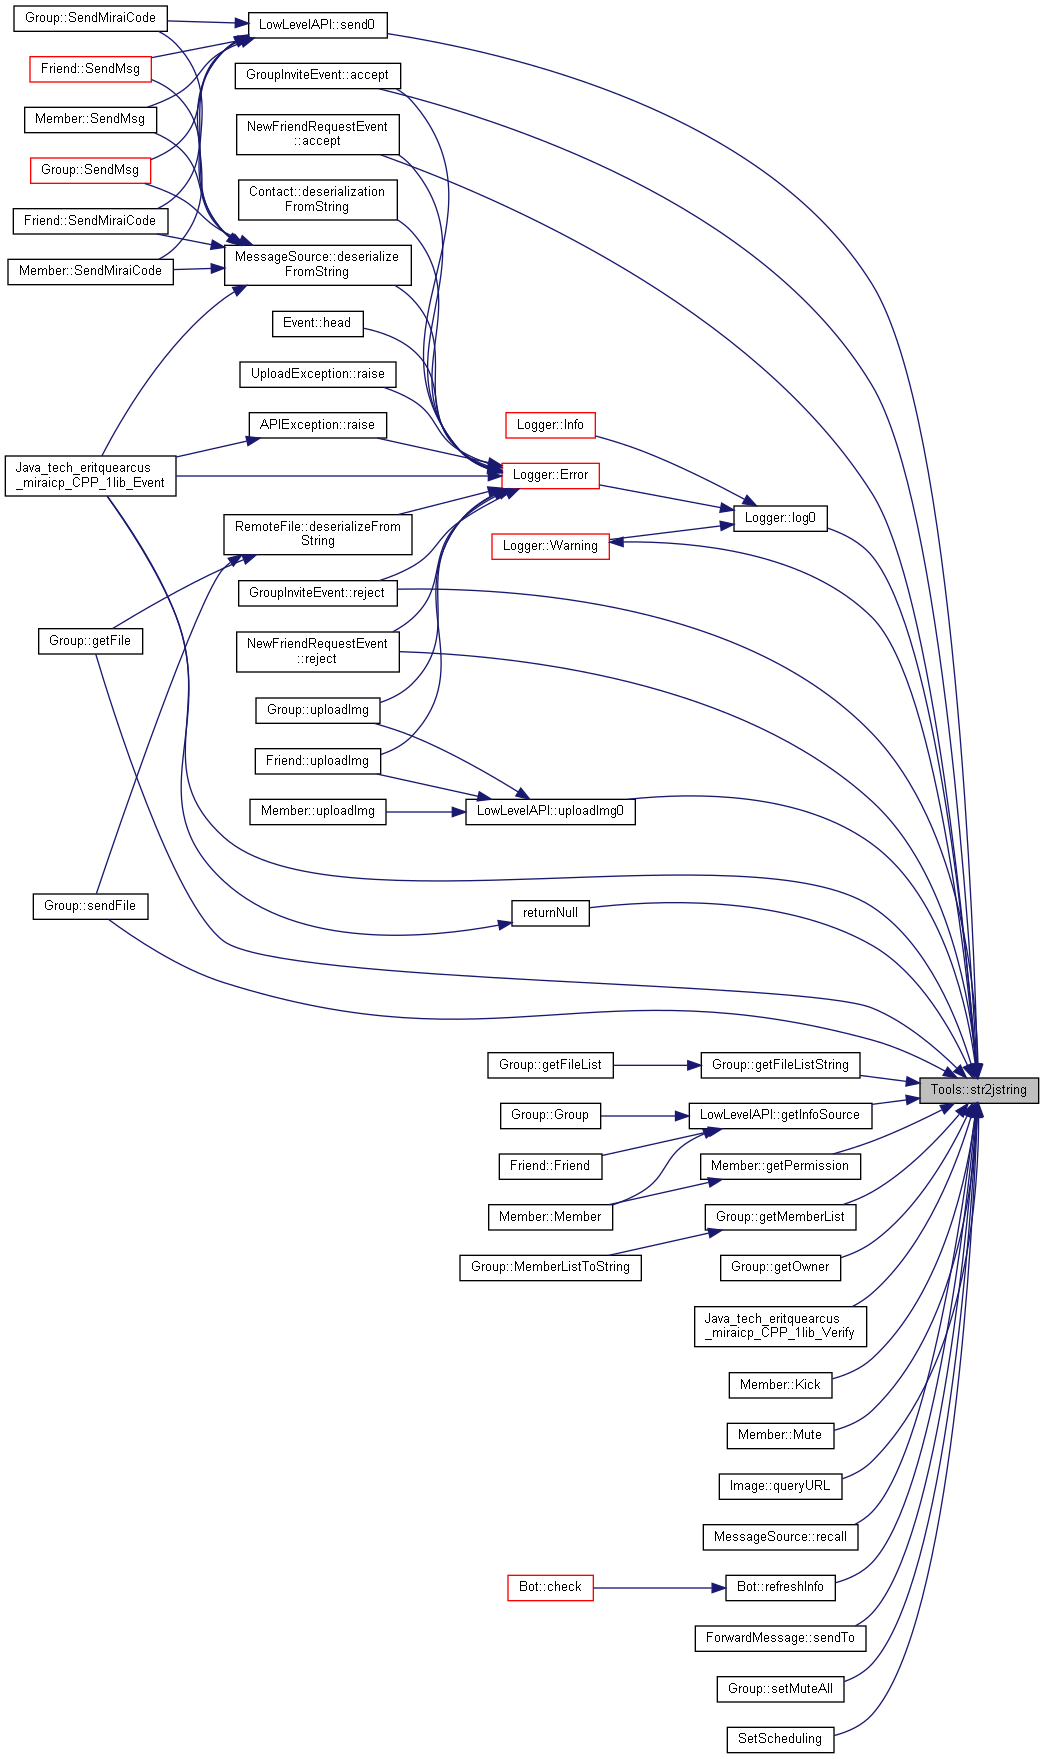 Group::SendMiraiCode
LowLevelAPI::send0
Friend::SendMsg
GroupInviteEvent::accept
Member::SendMsg
NewFriendRequestEvent
::accept
Group::SendMsg
Contact::deserialization
FromString
Friend::SendMiraiCode
Member::SendMiraiCode
MessageSource::deserialize
FromString
Event::head
UploadException::raise
APIException::raise
Logger::Info
Java_tech_eritquearcus
_miraicp_CPP_1lib_Event
Logger::Error
Logger::log0
RemoteFile::deserializeFrom
String
Logger::Warning
GroupInviteEvent::reject
Group::getFile
NewFriendRequestEvent
::reject
Group::uploadImg
Friend::uploadImg
Member::uploadImg
LowLevelAPI::uploadImg0
Group::sendFile
returnNull
Group::getFileList
Group::getFileListString
Tools::str2jstring
Group::Group
LowLevelAPI::getInfoSource
Friend::Friend
Member::getPermission
Member::Member
Group::getMemberList
Group::MemberListToString
Group::getOwner
Java_tech_eritquearcus
_miraicp_CPP_1lib_Verify
Member::Kick
Member::Mute
Image::queryURL
MessageSource::recall
Bot::check
Bot::refreshInfo
ForwardMessage::sendTo
Group::setMuteAll
SetScheduling